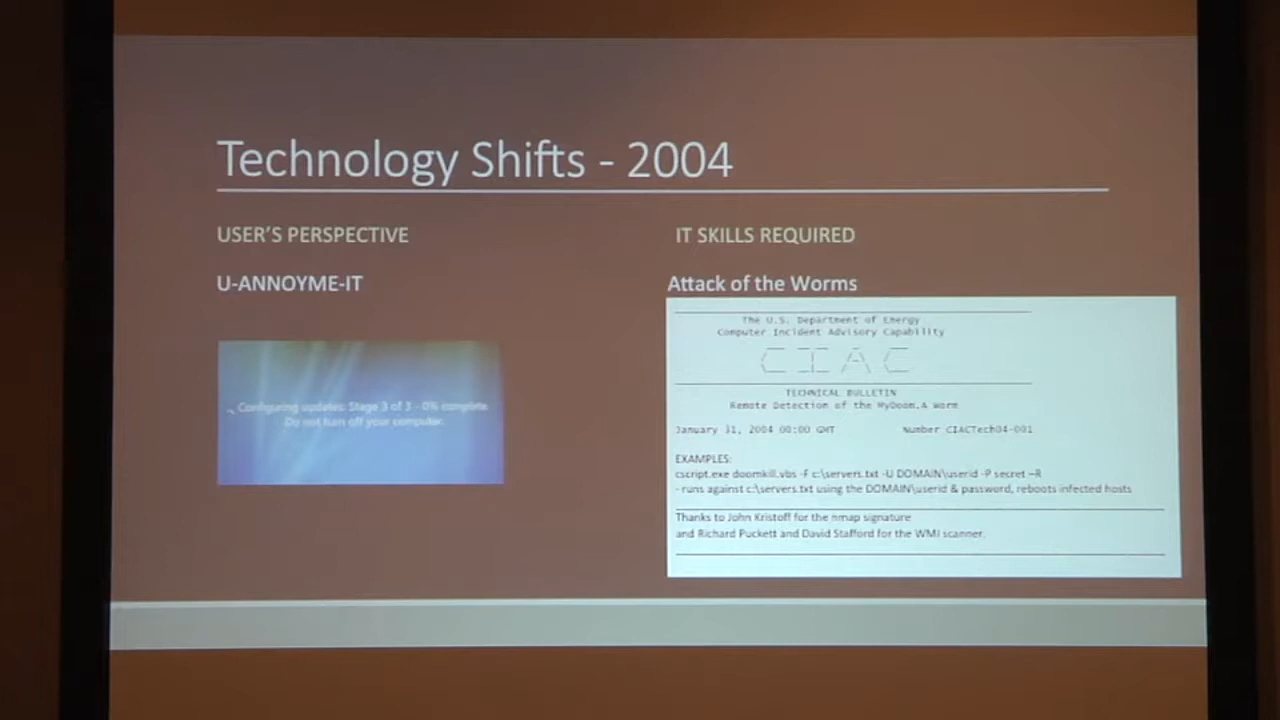 Technology Shifts - 2004
USER'S PERSPECTIVE
U-ANNOYME-IT
Configuring updates: Stage 3 of 3 - 0% complete
Do not turn off your computer.
IT SKILLS REQUIRED
Attack of the Worms
The U.S. Department of Energy
Computer Incident Advisory Capability
CIAC
TECHNICAL BULLETIN
Remote Detection of the MyDoom.A Worm
January 31, 2004 00:00 GMT Number CIACTech04-001
EXAMPLES:
cscript.exe doomkill.vbs -F c:\servers.txt -U DOMAIN\userid -P secret –R
- runs against c:\servers.txt using the DOMAIN\userid & password, reboots infected hosts
Thanks to John Kristoff for the nmap signature
and Richard Puckett and David Stafford for the WMI scanner.